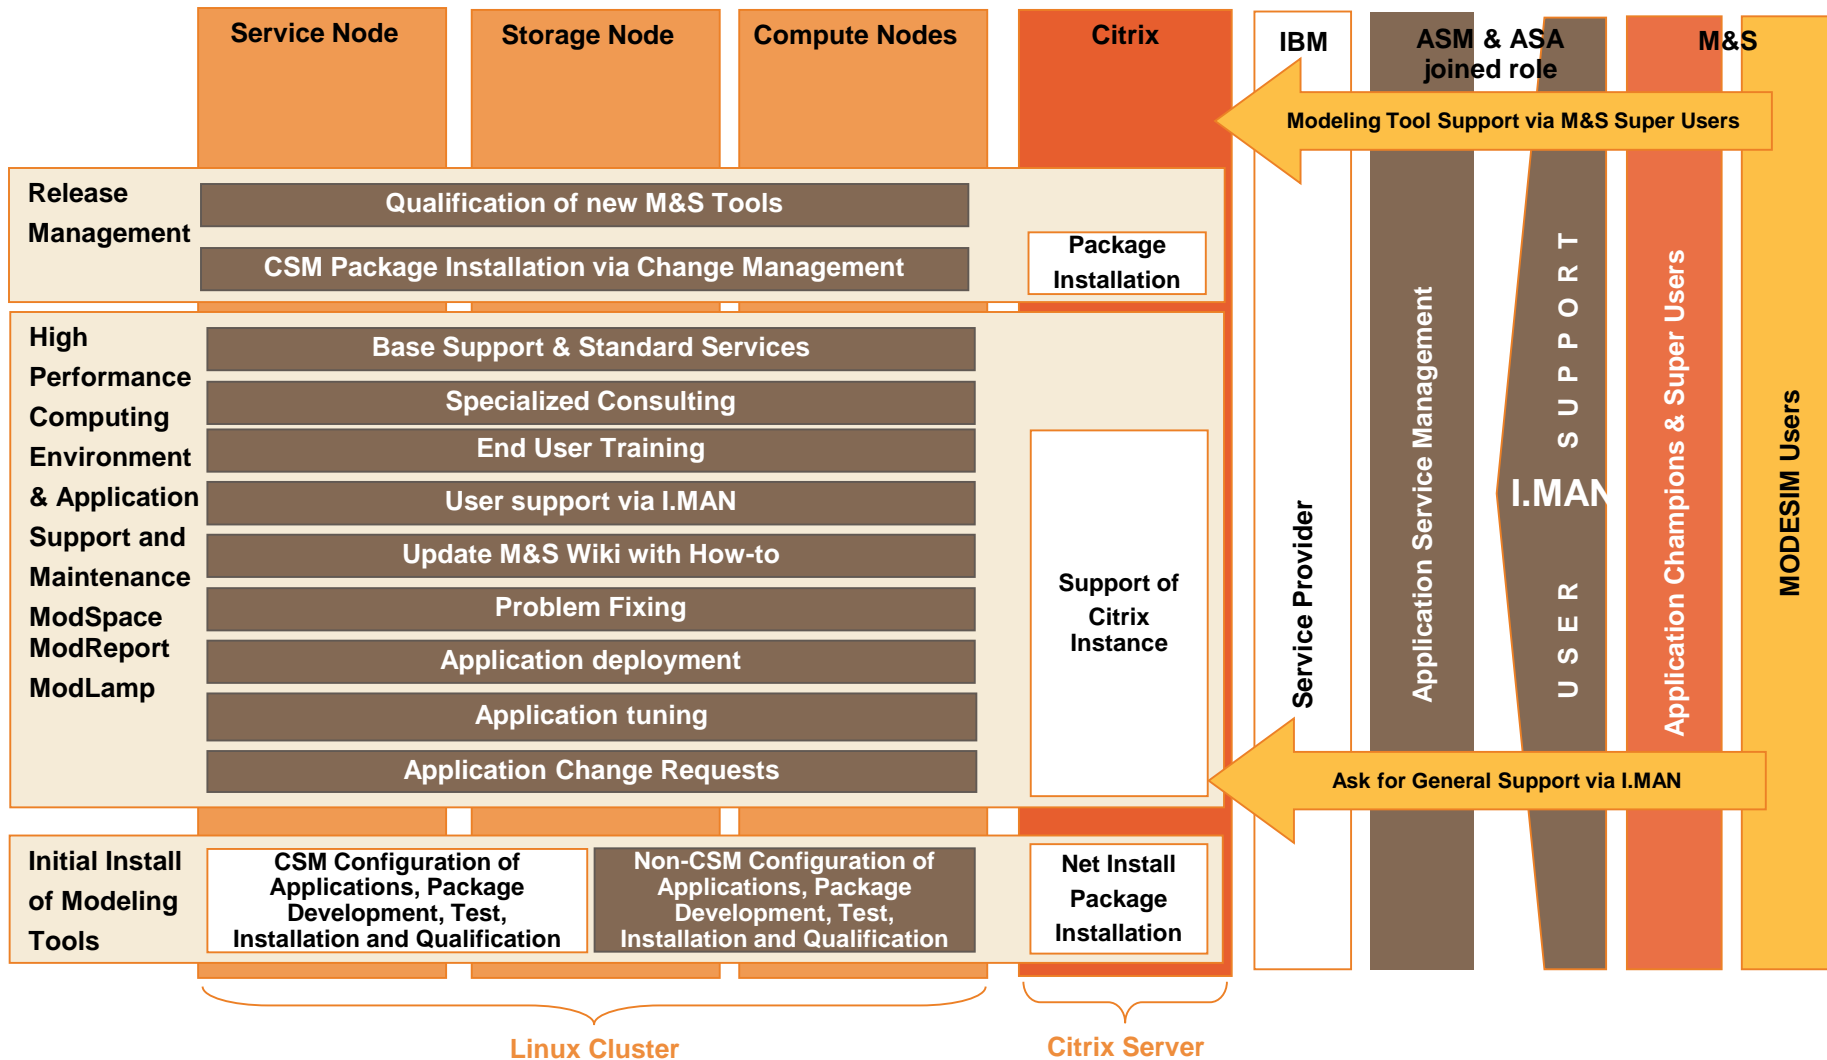 Service Node
Storage Node
Compute Nodes
Citrix
IBM
ASM & ASA
joined role
M&S
Modeling Tool Support via M&S Super Users
Release
Management
Qualification of new M&S Tools
CSM Package Installation via Change Management
Package
Installation
High
Performance
Computing
Environment
& Application
Support and
Maintenance
ModSpace
ModReport
ModLamp
Base Support & Standard Services
Specialized Consulting
End User Training
User support via I.MAN
Update M&S Wiki with How-to
Problem Fixing
Application deployment
Application tuning
Application Change Requests
Support of
Citrix
Instance
Service Provider
Application Service Management
USER SUPPORT
I.MAN
Application Champions & Super Users
MODESIM Users
Ask for General Support via I.MAN
Initial Install
of Modeling
Tools
CSM Configuration of
Applications, Package
Development, Test,
Installation and Qualification
Non-CSM Configuration of
Applications, Package
Development, Test,
Installation and Qualification
Net Install
Package
Installation
Linux Cluster
Citrix Server